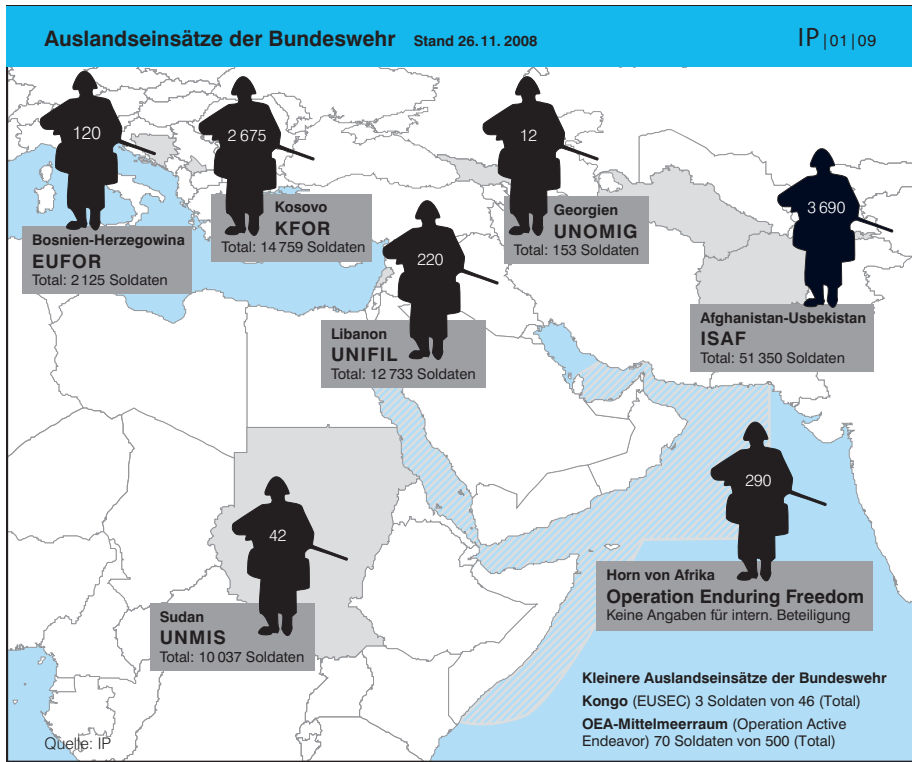 Auslandseinsätze der Bundeswehr Stand 26.11.2008
IP|01|09
120
Bosnien-Herzegowina
EUFOR
Total: 2 125 Soldaten
2 675
Kosovo
KFOR
Total: 14 759 Soldaten
12
Georgien
UNOMIG
Total: 153 Soldaten
3 690
Afghanistan-Usbekistan
ISAF
Total: 51 350 Soldaten
220
Libanon
UNIFIL
Total: 12 733 Soldaten
42
Sudan
UNMIS
Total: 10 037 Soldaten
290
Horn von Afrika
Operation Enduring Freedom
Keine Angaben für intern. Beteiligung
Kleinere Auslandseinsätze der Bundeswehr
Kongo (EUSEC) 3 Soldaten von 46 (Total)
OEA-Mittelmeerraum (Operation Active
Endeavor) 70 Soldaten von 500 (Total)
Quelle: IP